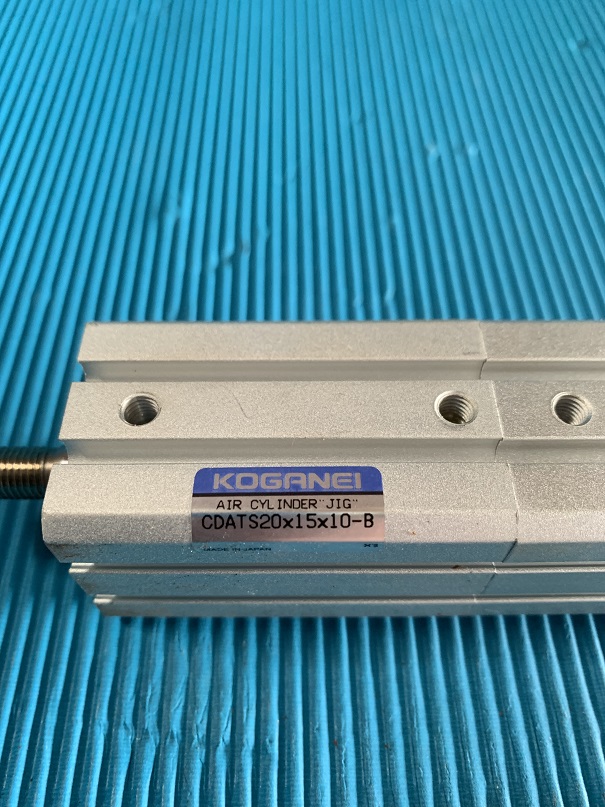 KOGANEI
AIR CYLINDER"JIG"
CDATS20x15x10-B
MADE IN JAPAN